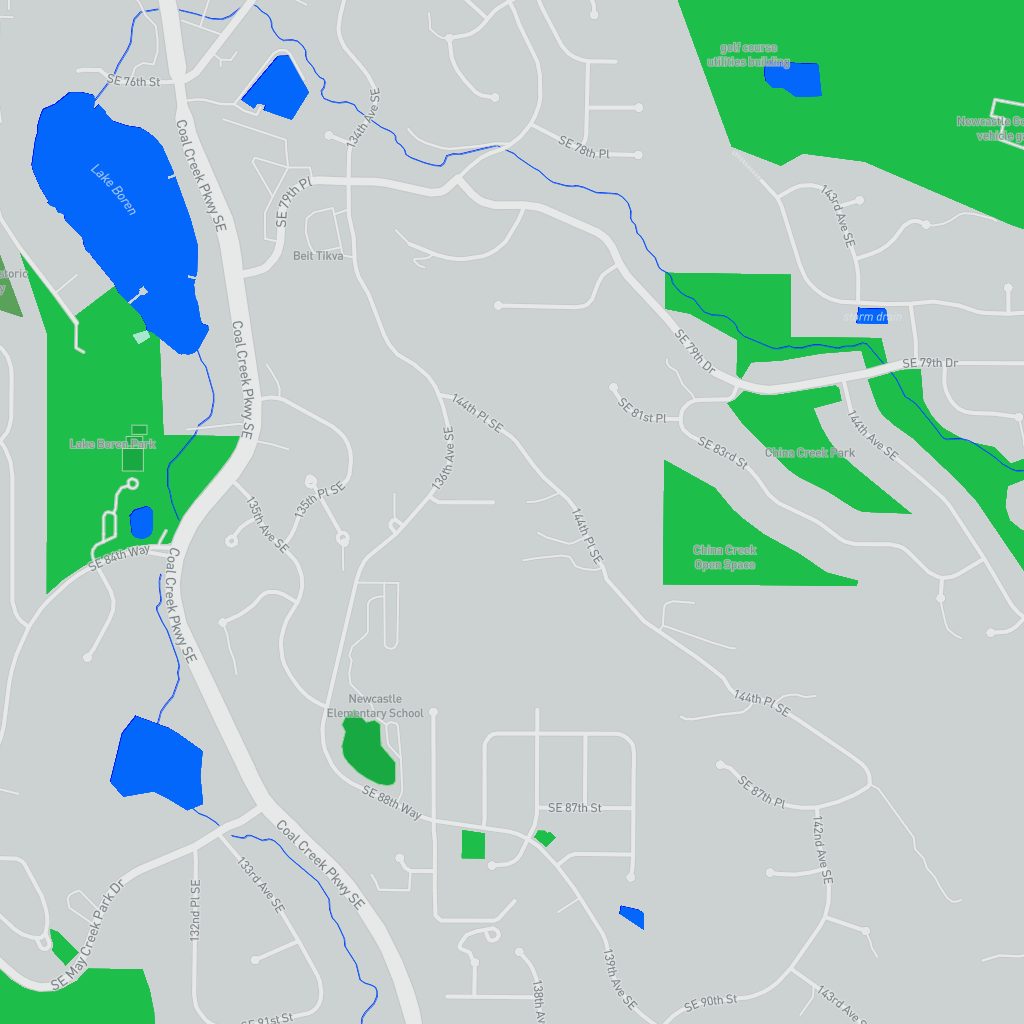 golf course
utilities building
SE 76th St
134th Ave SE
Coal Creek Pkwy SE
Newcastle
vehicle
SE 78th Pl
Lake Boren
SE 79th Pl
143rd Ave SE
Beit Tikva
storm drain
Coal Creek Pkwy SE
SE 79th Dr
SE 79th Dr
144th Pl SE
SE 81st Pl
144th Ave SE
Lake Boren Park
136th Ave SE
SE 83rd St
China Creek Park
135th Pl SE
135th Ave SE
144th Pl SE
SE 84th Way
China Creek
Open Space
Coal Creek Pkwy SE
Newcastle
Elementary School
144th Pl SE
SE 87th Pl
SE 88th Way
SE 87th St
Coal Creek Pkwy SE
142nd Ave SE
133rd Ave SE
132nd Pl SE
SE May Creek Park Dr
139th Ave SE
138th Av
SE 90th St
143rd Ave SE
SE 91st St